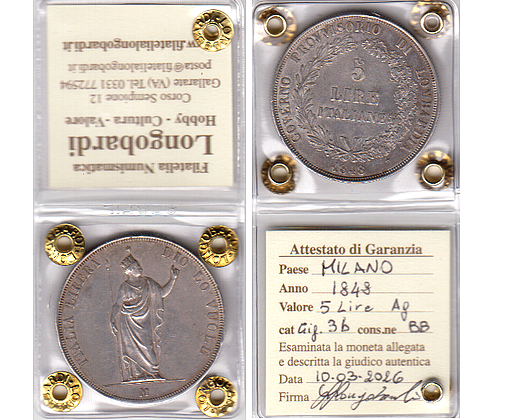 Filatelia Numismatica
Longobardi
Hobby - Cultura - Valore
Corso Sempione 12
Gallarate (VA) Tel. 0331 772594
posta@filatelialongobardi.it
www.filatelialongobardi.it
GOVERNO PROVVISORIO DI LOMBARDIA
5
LIRE
ITALIANE
1848
ITALIA LIBERA DIO LO VUOLE
M
Attestato di Garanzia
Paese MILANO
Anno 1848
Valore 5 Lire Ag
cat Gig. 3b cons.ne BB
Esaminata la moneta allegata
e descritta la giudico autentica
Data 10-03-2026
Firma